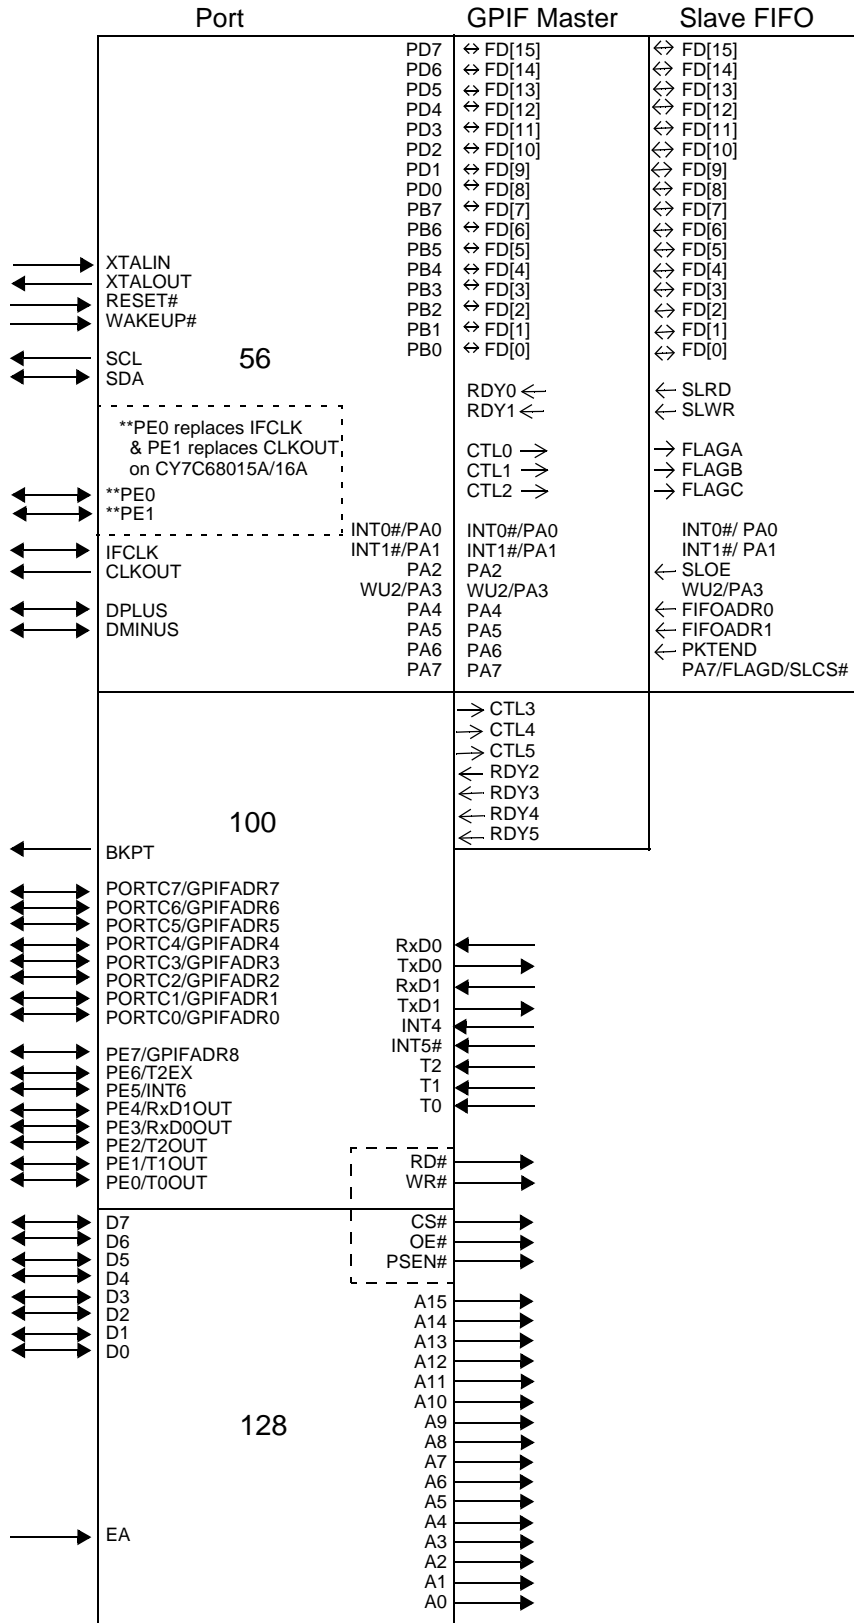 Port GPIF Master Slave FIFO
PD7 FD[15] FD[15]
PD6 FD[14] FD[14]
PD5 FD[13] FD[13]
PD4 FD[12] FD[12]
PD3 FD[11] FD[11]
PD2 FD[10] FD[10]
PD1 FD[9] FD[9]
PD0 FD[8] FD[8]
PB7 FD[7] FD[7]
PB6 FD[6] FD[6]
PB5 FD[5] FD[5]
XTALIN PB4 FD[4] FD[4]
XTALOUT PB3 FD[3] FD[3]
RESET# PB2 FD[2] FD[2]
WAKEUP# PB1 FD[1] FD[1]
SCL 56 PB0 FD[0] FD[0]
SDA
RDY0 SLRD
RDY1 SLWR
**PE0 replaces IFCLK
& PE1 replaces CLKOUT CTL0 FLAGA
on CY7C68015A/16A CTL1 FLAGB
**PE0 CTL2 FLAGC
**PE1
INT0#/PA0 INT0#/PA0 INT0#/ PA0
IFCLK INT1#/PA1 INT1#/PA1 INT1#/ PA1
CLKOUT PA2 PA2 SLOE
WU2/PA3 WU2/PA3 WU2/PA3
DPLUS PA4 PA4 FIFOADR0
DMINUS PA5 PA5 FIFOADR1
PA6 PA6 PKTEND
PA7 PA7 PA7/FLAGD/SLCS#
CTL3
CTL4
CTL5
RDY2
RDY3
100 RDY4
RDY5
BKPT
PORTC7/GPIFADR7
PORTC6/GPIFADR6
PORTC5/GPIFADR5
PORTC4/GPIFADR4 RxD0
PORTC3/GPIFADR3 TxD0
PORTC2/GPIFADR2 RxD1
PORTC1/GPIFADR1 TxD1
PORTC0/GPIFADR0 INT4
INT5#
PE7/GPIFADR8 T2
PE6/T2EX T1
PE5/INT6 T0
PE4/RxD1OUT
PE3/RxD0OUT
PE2/T2OUT
PE1/T1OUT RD#
PE0/T0OUT WR#
D7 CS#
D6 OE#
D5 PSEN#
D4
D3 A15
D2 A14
D1 A13
D0 A12
A11
A10
128 A9
A8
A7
A6
A5
A4
EA A3
A2
A1
A0